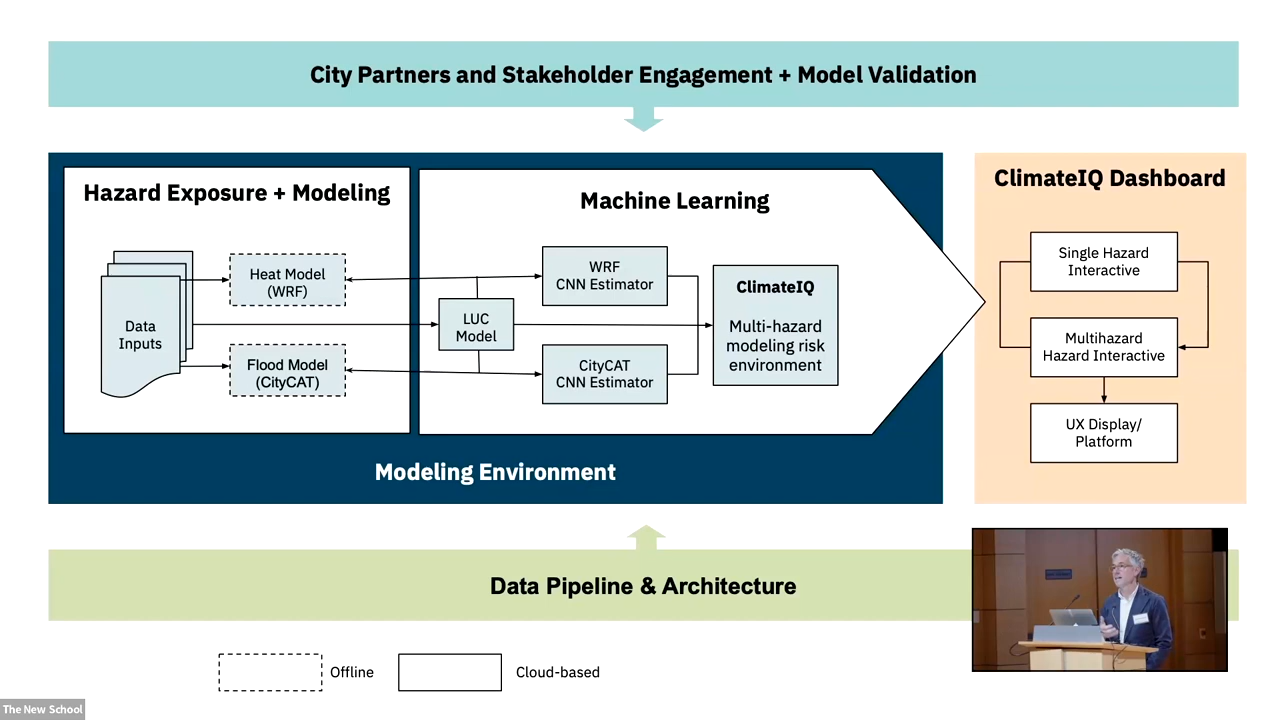 City Partners and Stakeholder Engagement + Model Validation
Hazard Exposure + Modeling
Data
Inputs
Heat Model
(WRF)
Flood Model
(CityCAT)
Machine Learning
LUC
Model
WRF
CNN Estimator
CityCAT
CNN Estimator
ClimateIQ
Multi-hazard
modeling risk
environment
Modeling Environment
ClimateIQ Dashboard
Single Hazard
Interactive
Multihazard
Hazard Interactive
UX Display/
Platform
Data Pipeline & Architecture
Offline
Cloud-based
The New School